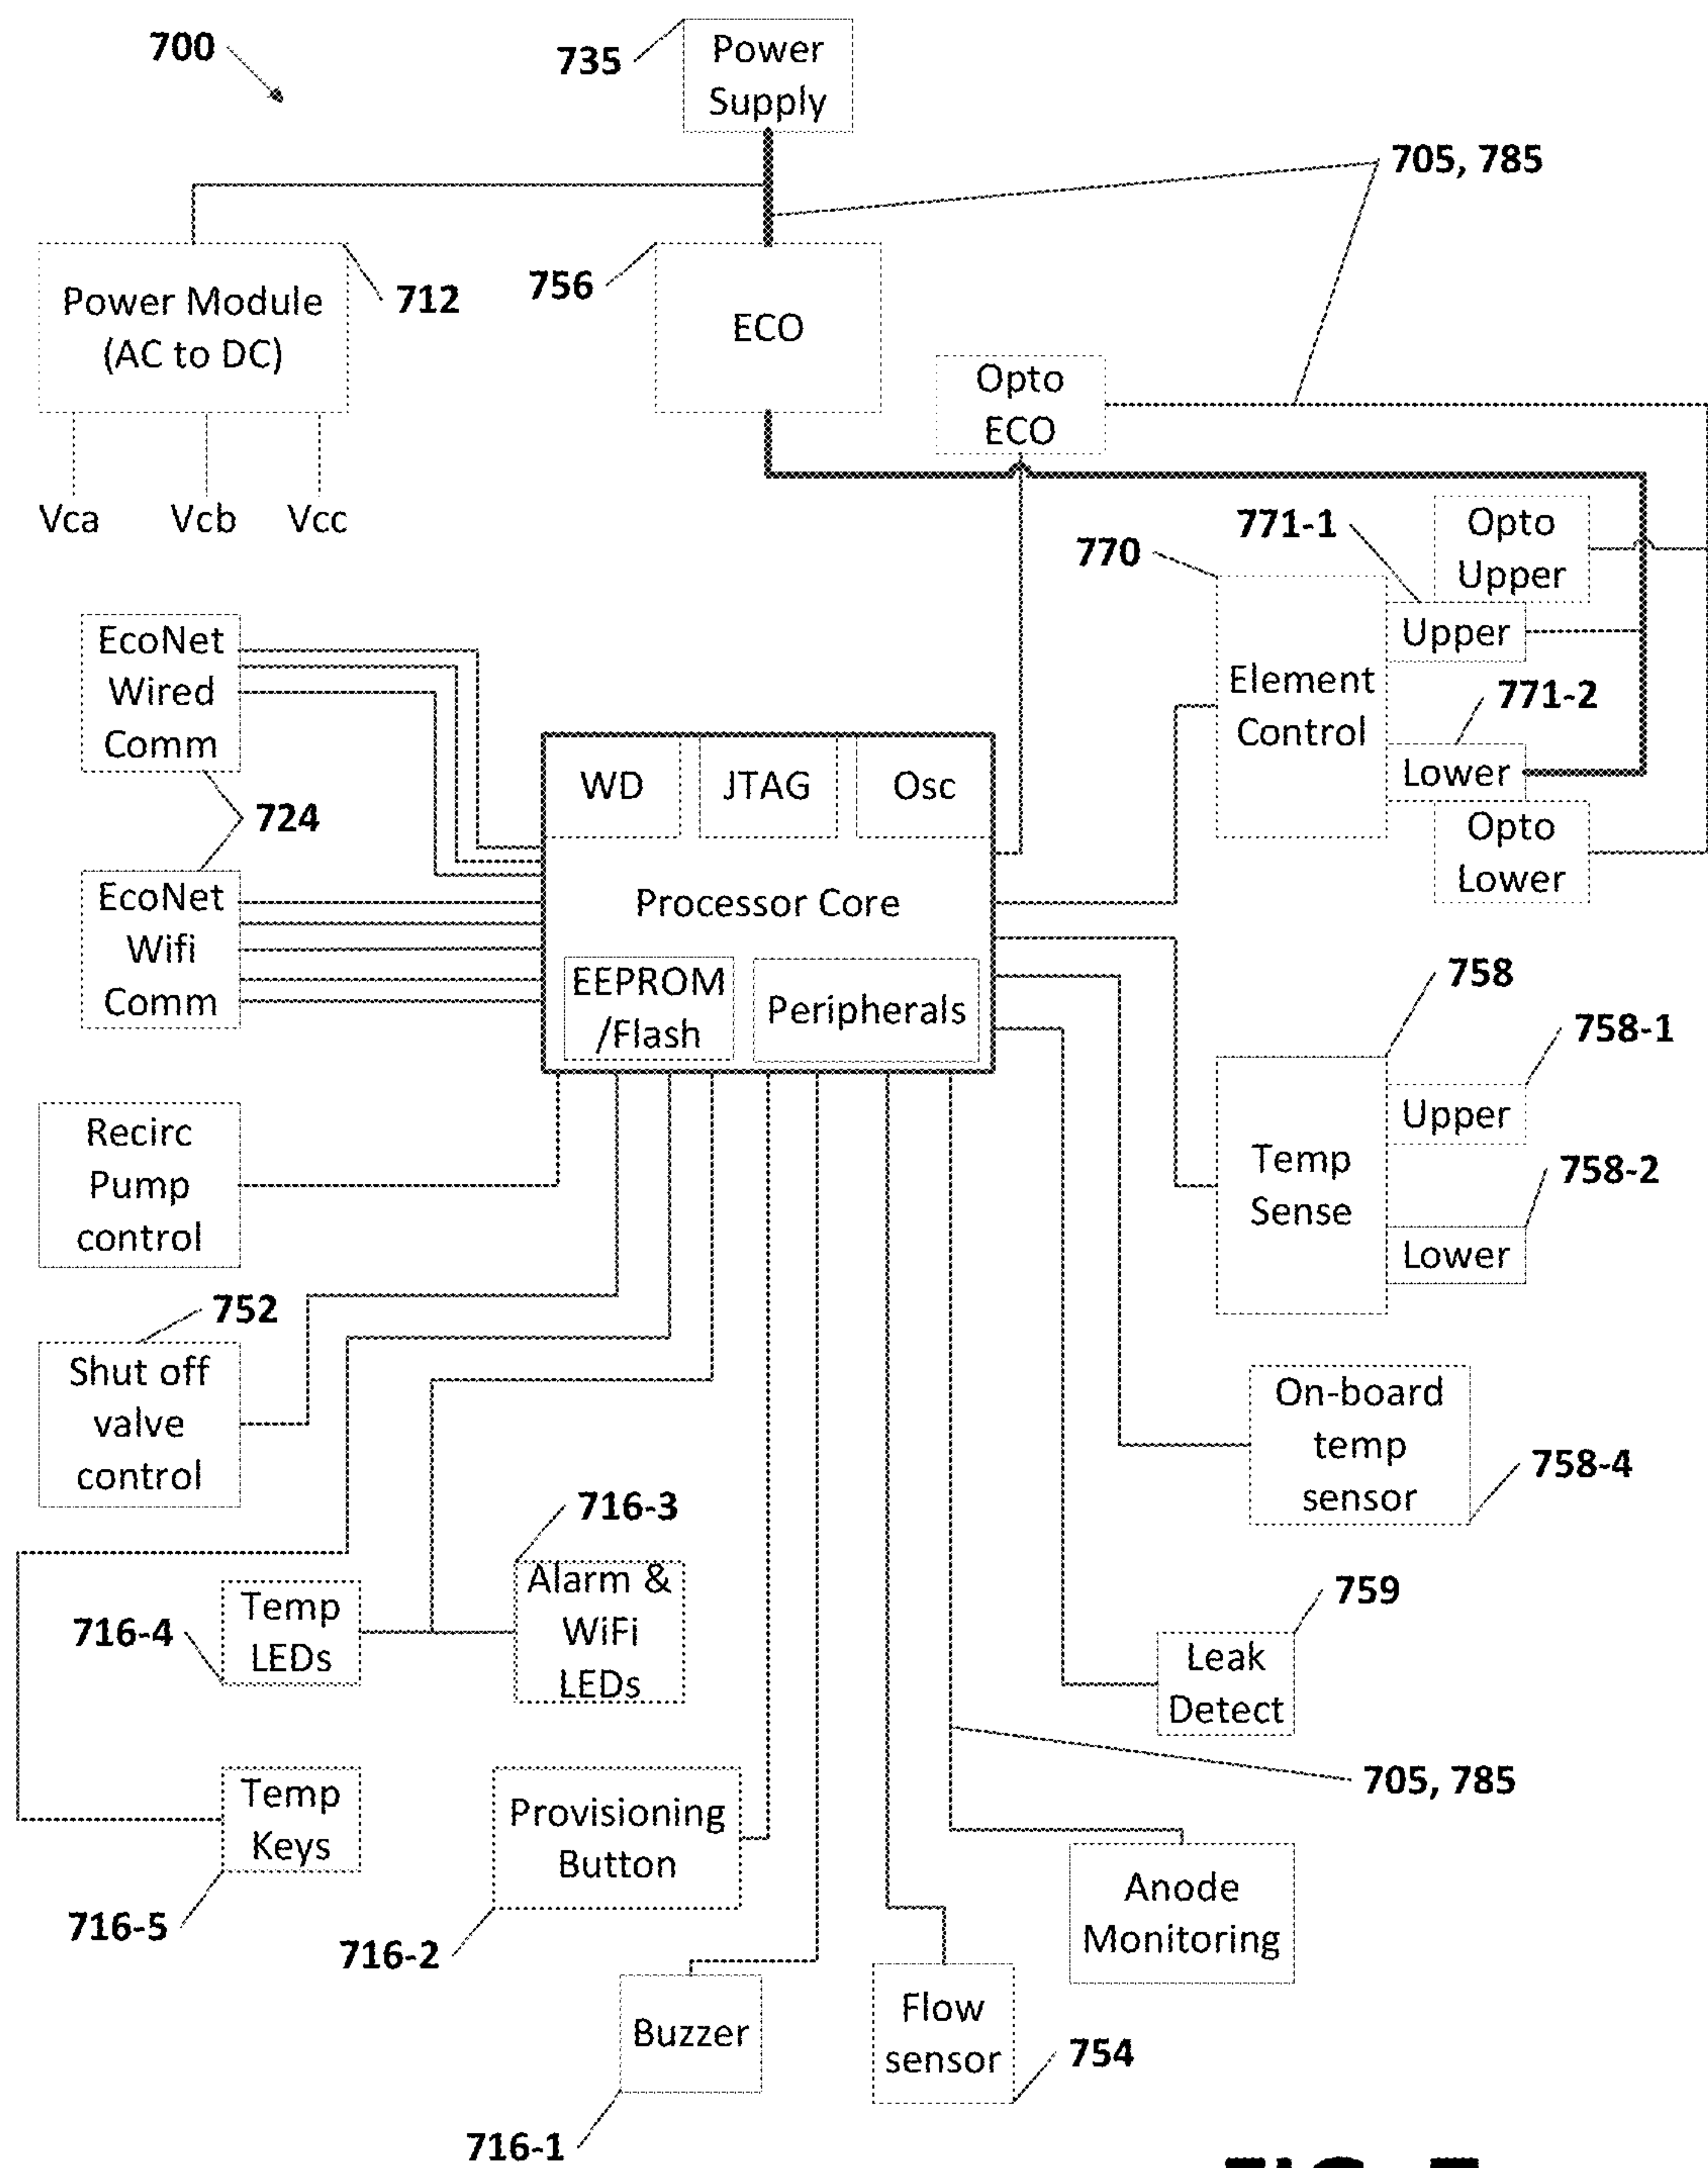 700
735
Power
Supply
705, 785
Power Module
(AC to DC)
712
756
ECO
Opto
ECO
Vca
Vcb
Vcc
771-1
Opto
Upper
770
Upper
Element
Control
771-2
Lower
Opto
Lower
EcoNet
Wired
Comm
724
EcoNet
Wifi
Comm
WD
JTAG
Osc
Processor Core
EEPROM
/Flash
Peripherals
758
758-1
Upper
Temp
Sense
758-2
Lower
Recirc
Pump
control
752
Shut off
valve
control
On-board
temp
sensor
758-4
716-3
Alarm &
WiFi
LEDs
Temp
LEDs
716-4
759
Leak
Detect
705, 785
Temp
Keys
716-5
Provisioning
Button
716-2
Anode
Monitoring
Buzzer
716-1
Flow
sensor
754